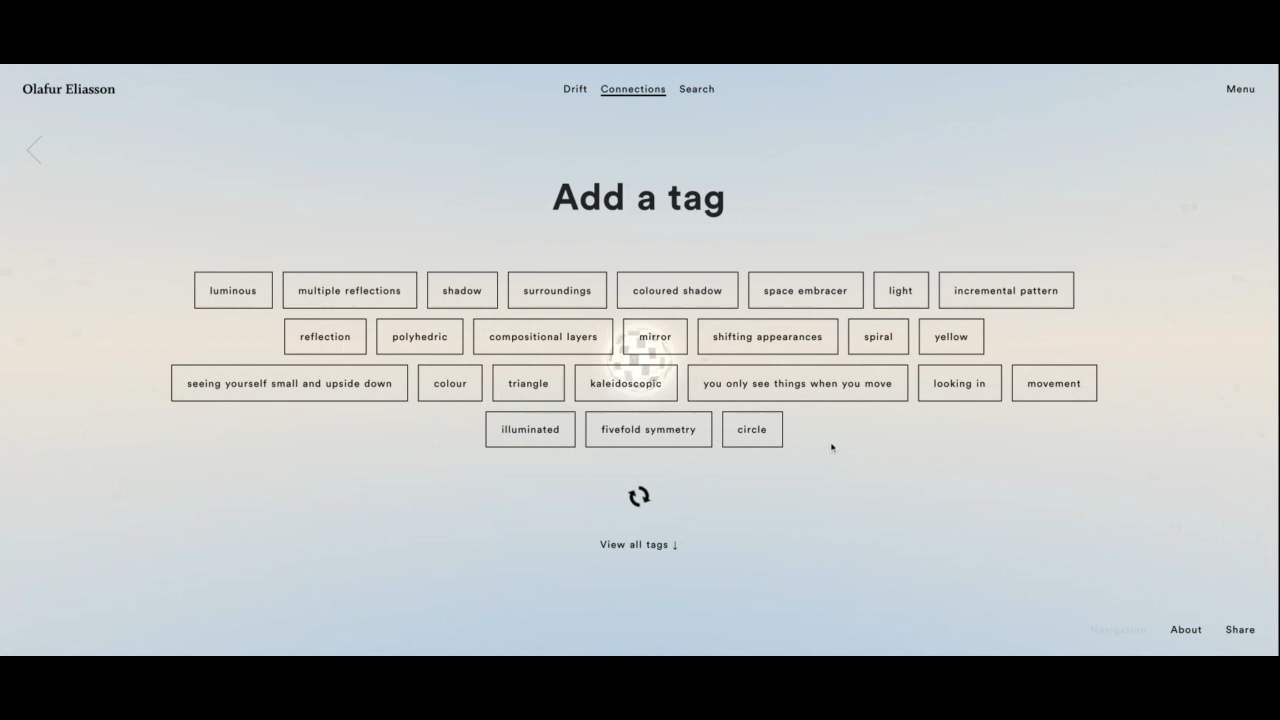 Olafur Eliasson Drift Connections Search Menu
Add a tag
luminous multiple reflections shadow surroundings coloured shadow space embracer light incremental pattern
reflection polyhedric compositional layers mirror shifting appearances spiral yellow
seeing yourself small and upside down colour triangle kaleidoscopic you only see things when you move looking in movement
illuminated fivefold symmetry circle
View all tags ↓
Navigation About Share